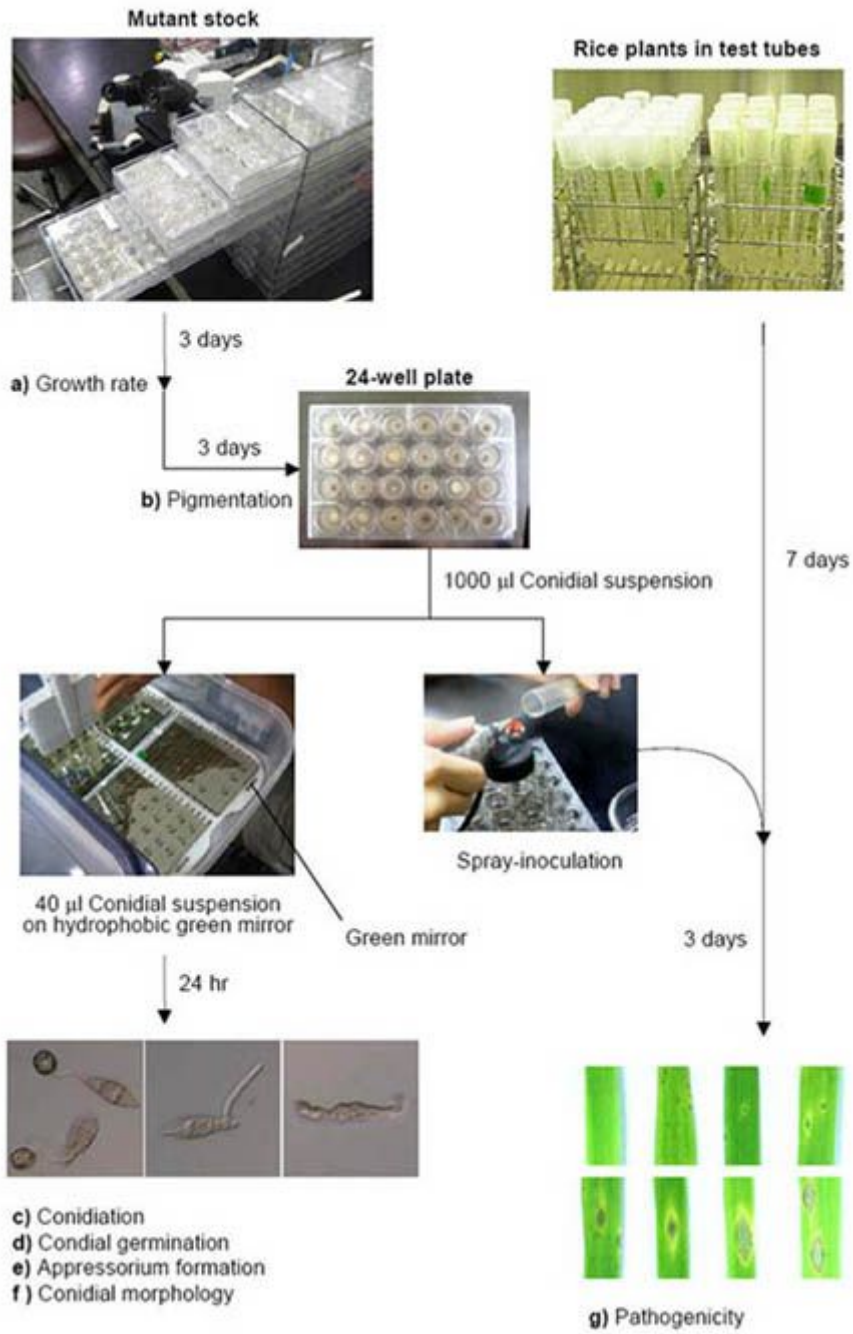 Mutant stock
Rice plants in test tubes
3 days
a) Growth rate
24-well plate
3 days
b) Pigmentation
7 days
1000 µl Conidial suspension
Spray-inoculation
40 µl Conidial suspension
on hydrophobic green mirror
Green mirror
3 days
24 hr
c) Conidiation
d) Condial germination
e) Appressorium formation
f ) Conidial morphology
g) Pathogenicity